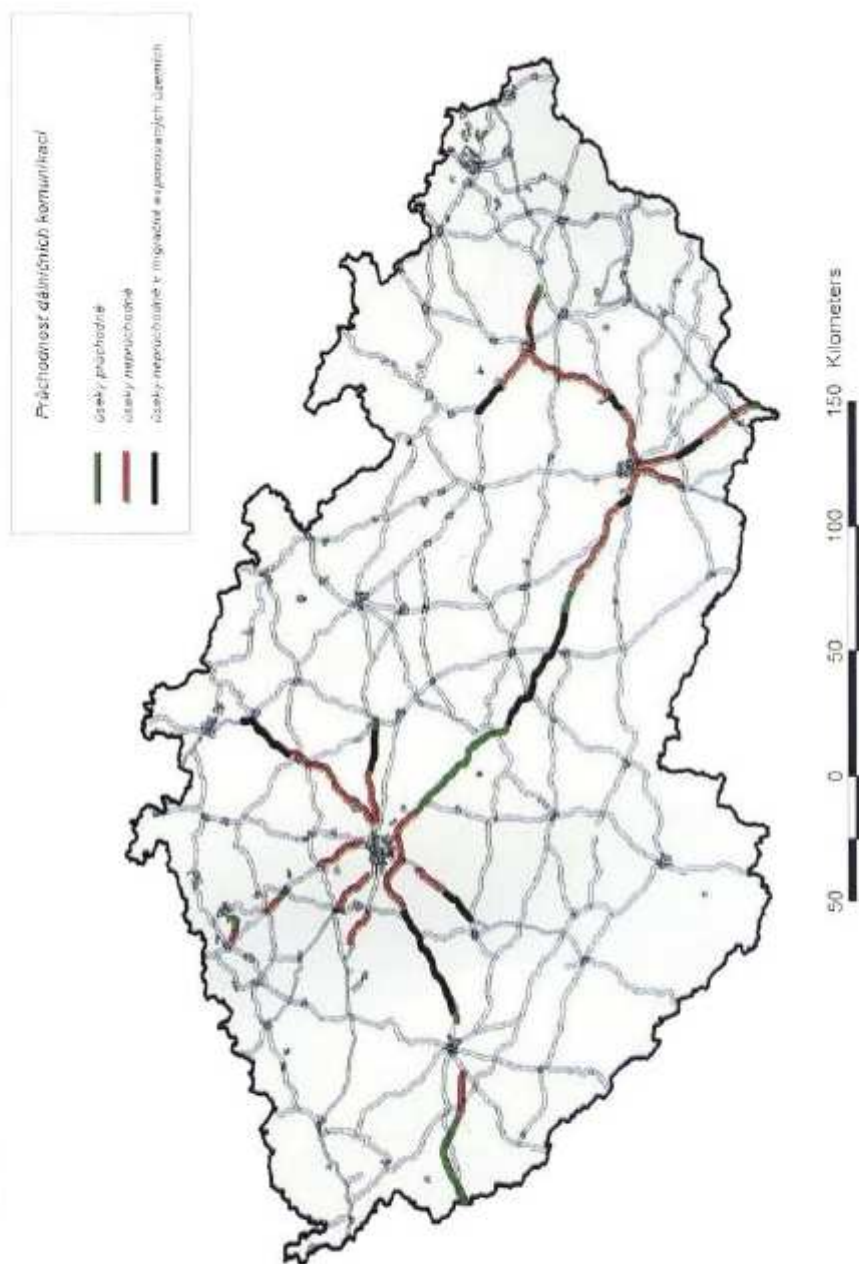 Průchodnost dálničních komunikací
úseky průchodné
úseky neprůchodné
úseky neprůchodné v migračně exponovaných územích
50 0 50 100 150 Kilometers